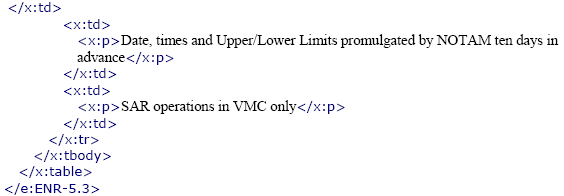 </x:td>
<x:td>
<x:p>Date, times and Upper/Lower Limits promulgated by NOTAM ten days in
advance</x:p>
</x:td>
<x:td>
<x:p>SAR operations in VMC only</x:p>
</x:td>
</x:tr>
</x:tbody>
</x:table>
</e:ENR-5.3>